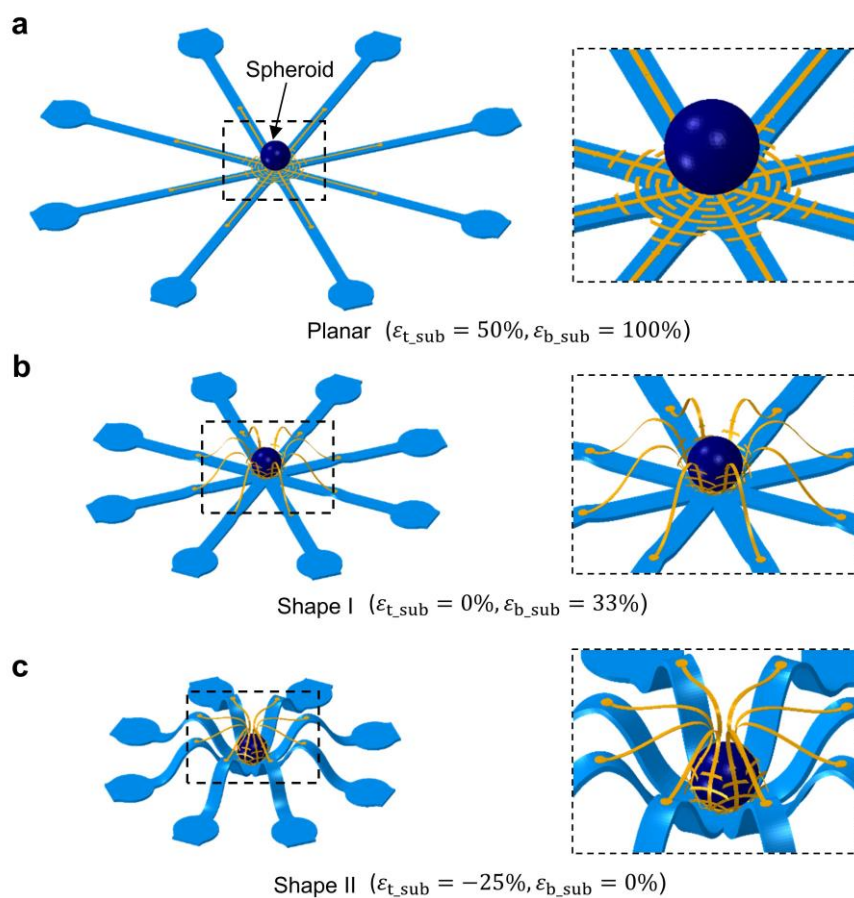 a
Spheroid
Planar (εt_sub = 50%, εb_sub = 100%)
b
Shape I (εt_sub = 0%, εb_sub = 33%)
c
Shape II (εt_sub = −25%, εb_sub = 0%)